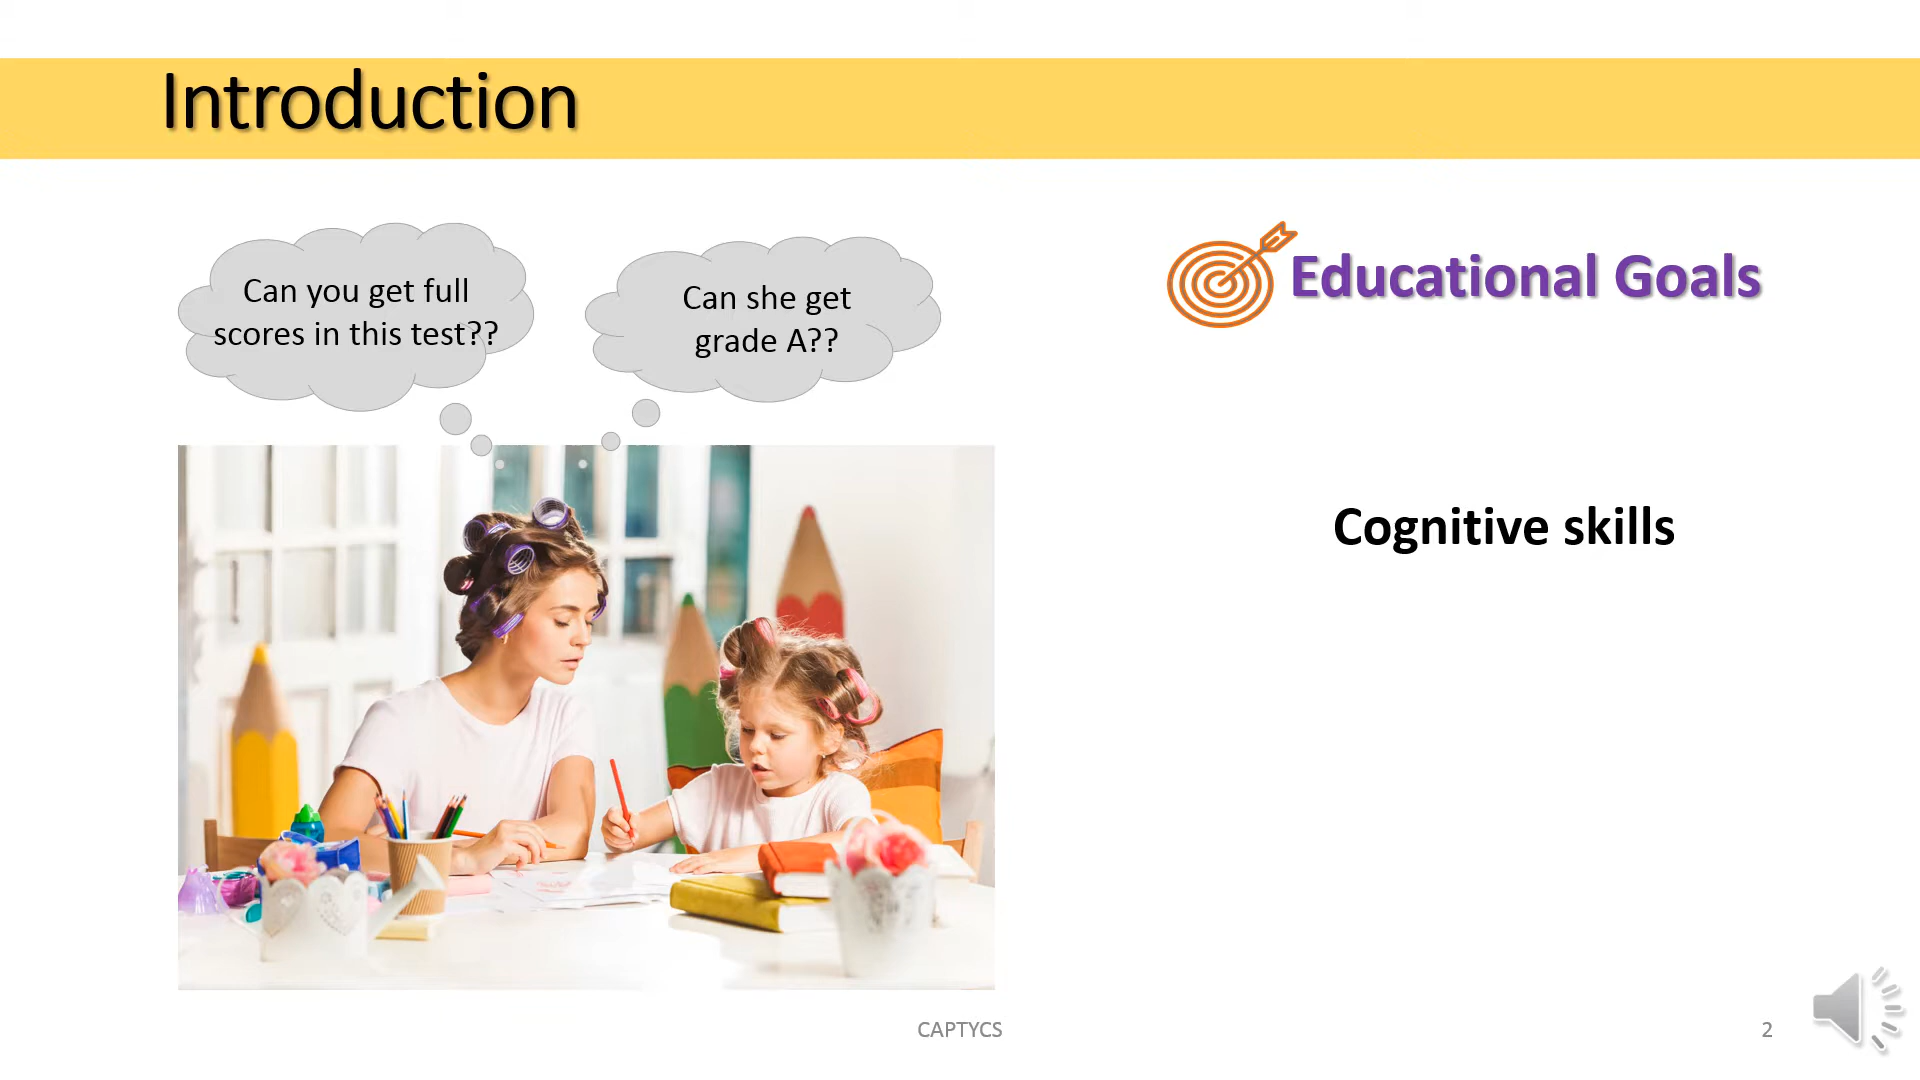 Introduction
Can you get full
scores in this test??
Can she get
grade A??
Educational Goals
Cognitive skills
CAPTYCS
2